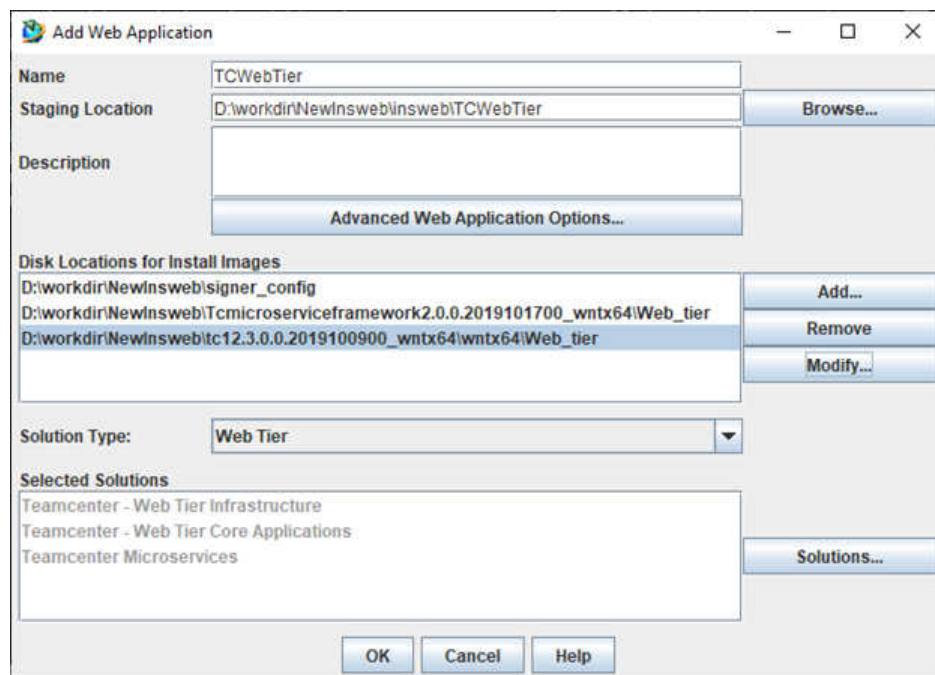 Add Web Application
Name TCWebTier
Staging Location D:\workdir\NewInsweb\insweb\TCWebTier Browse...
Description
Advanced Web Application Options...
Disk Locations for Install Images
D:\workdir\NewInsweb\signer_config Add...
D:\workdir\NewInsweb\Tcmicroserviceframework2.0.0.2019101700_wntx64\Web_tier
Remove
D:\workdir\NewInsweb\tc12.3.0.0.2019100900_wntx64\wntx64\Web_tier
Modify...
Solution Type: Web Tier
Selected Solutions
Teamcenter - Web Tier Infrastructure
Teamcenter - Web Tier Core Applications
Teamcenter Microservices Solutions...
OK Cancel Help